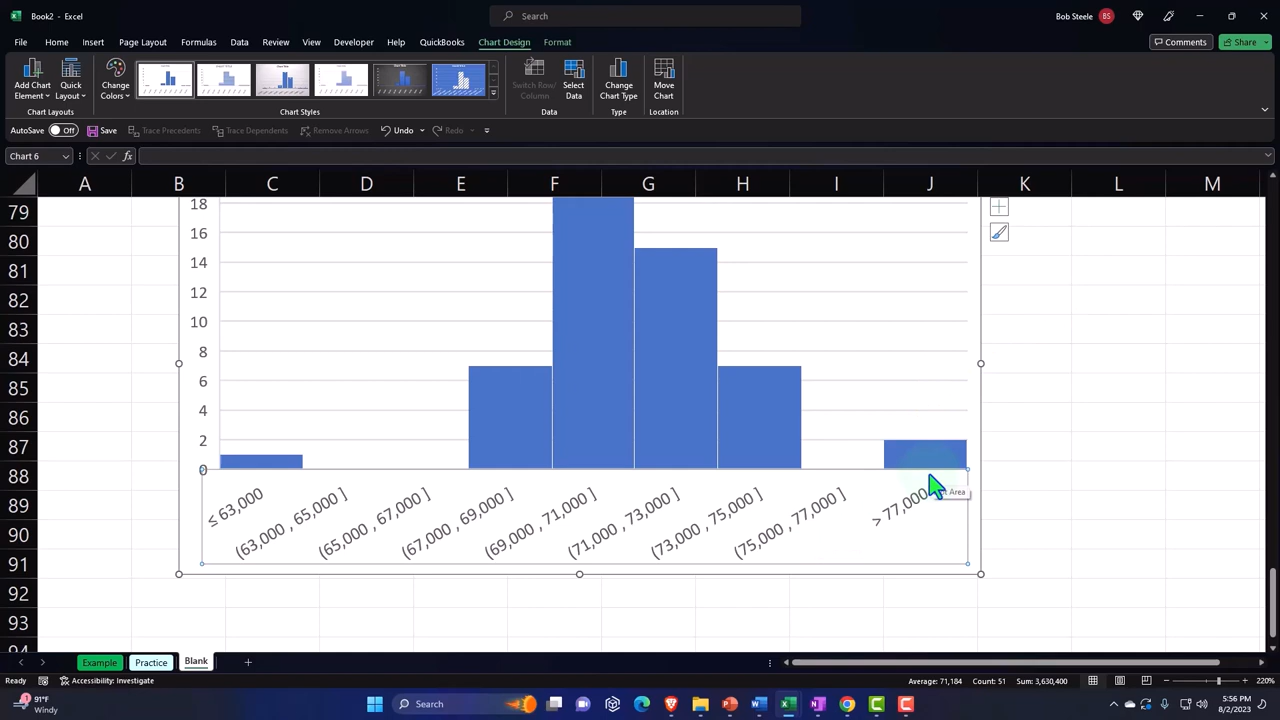 Book2 - Excel
Search
Bob Steele BS
File Home Insert Page Layout Formulas Data Review View Developer Help QuickBooks Chart Design Format
Comments Share
Add Chart Element
Quick Layout
Change Colors
Switch Row/ Column
Select Data
Change Chart Type
Move Chart
Chart Layouts Chart Styles Data Type Location
AutoSave Off Save Trace Precedents Trace Dependents Remove Arrows Undo Redo
Chart 6 fx
A B C D E F G H I J K L M
79
80
81
82
83
84
85
86
87
88
89
90
91
92
93
18
16
14
12
10
8
6
4
2
0
≤ 63,000
(63,000 , 65,000 ]
(65,000 , 67,000 ]
(67,000 , 69,000 ]
(69,000 , 71,000 ]
(71,000 , 73,000 ]
(73,000 , 75,000 ]
(75,000 , 77,000 ]
> 77,000
Area
Example Practice Blank
Ready Accessibility: Investigate Average: 71,184 Count: 51 Sum: 3,630,400 220%
91°F
Windy
Search
5:56 PM
8/2/2023